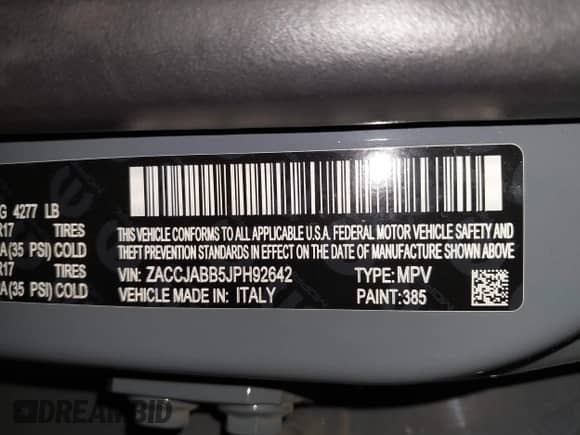 G 4277 LB
R17 TIRES
A(35 PSI) COLD
R17 TIRES
A(35 PSI) COLD
THIS VEHICLE CONFORMS TO ALL APPLICABLE U.S.A. FEDERAL MOTOR VEHICLE SAFETY AND
THEFT PREVENTION STANDARDS IN EFFECT ON THE DATE OF MANUFACTURE SHOWN ABOVE
VIN: ZACCJABB5JPH92642 TYPE: MPV
VEHICLE MADE IN: ITALY PAINT: 385
DREAMBID